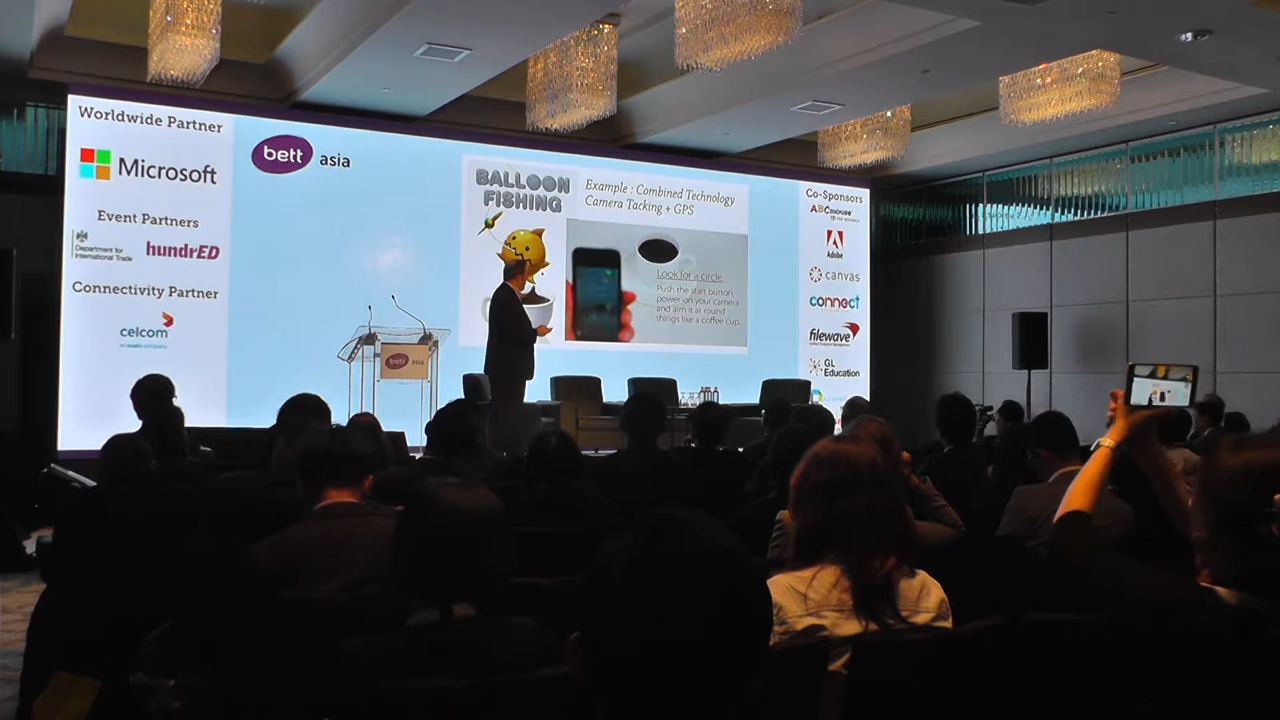 Worldwide Partner
Microsoft
Event Partners
Department for
International Trade
hundrED
Connectivity Partner
celcom
bett asia
BALLOON
FISHING
Example : Combined Technology
Camera Tacking + GPS
Look for a circle.
Push the start button,
power-on your camera
and aim it at round
things like a coffee cup.
bett asia
Co-Sponsors
ABCmouse
Adobe
canvas
connect
filewave
GL
Education